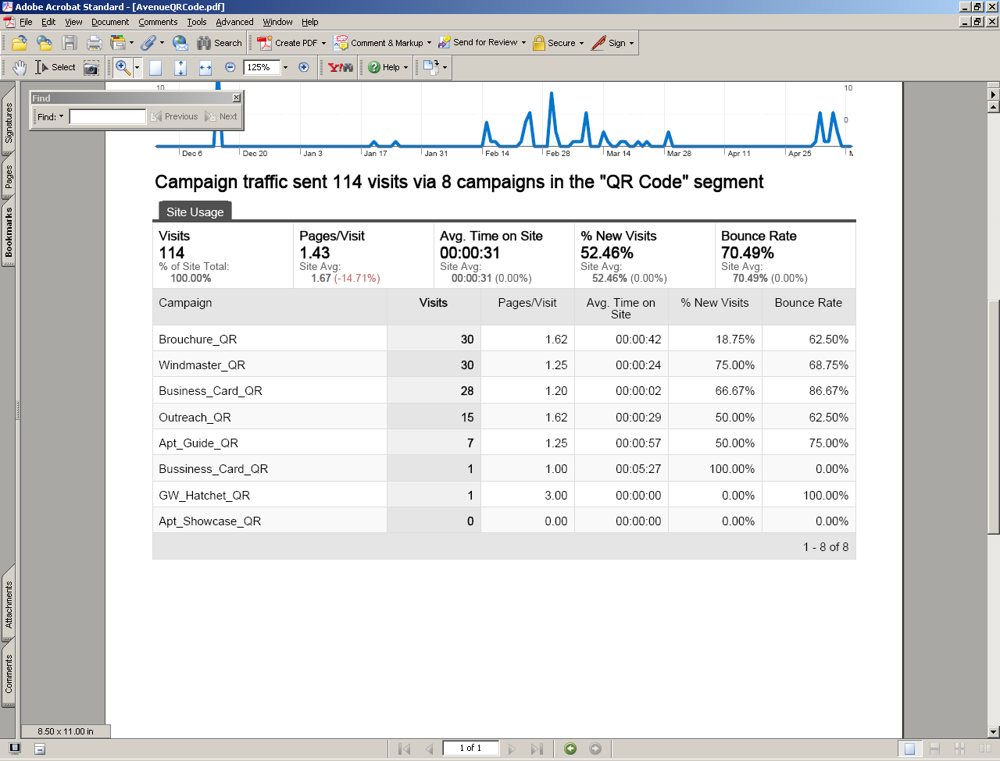 Adobe Acrobat Standard - [AvenueQRCode.pdf]
File Edit View Document Comments Tools Advanced Window Help
Search Create PDF Comment & Markup Send for Review Secure Sign
Select 125% Y! Help
10 10
Find
Find: Previous Next
0
Dec 6 Dec 20 Jan 3 Jan 17 Jan 31 Feb 14 Feb 28 Mar 14 Mar 28 Apr 11 Apr 25
Campaign traffic sent 114 visits via 8 campaigns in the "QR Code" segment
Site Usage
Visits Pages/Visit Avg. Time on Site % New Visits Bounce Rate
114 1.43 00:00:31 52.46% 70.49%
% of Site Total: Site Avg: Site Avg: Site Avg: Site Avg:
100.00% 1.67 (-14.71%) 00:00:31 (0.00%) 52.46% (0.00%) 70.49% (0.00%)
Campaign Visits Pages/Visit Avg. Time on Site % New Visits Bounce Rate
Brouchure_QR 30 1.62 00:00:42 18.75% 62.50%
Windmaster_QR 30 1.25 00:00:24 75.00% 68.75%
Business_Card_QR 28 1.20 00:00:02 66.67% 86.67%
Outreach_QR 15 1.62 00:00:29 50.00% 62.50%
Apt_Guide_QR 7 1.25 00:00:57 50.00% 75.00%
Bussiness_Card_QR 1 1.00 00:05:27 100.00% 0.00%
GW_Hatchet_QR 1 3.00 00:00:00 0.00% 100.00%
Apt_Showcase_QR 0 0.00 00:00:00 0.00% 0.00%
1 - 8 of 8
Signatures
Pages
Bookmarks
Attachments
Comments
8.50 x 11.00 in
1 of 1